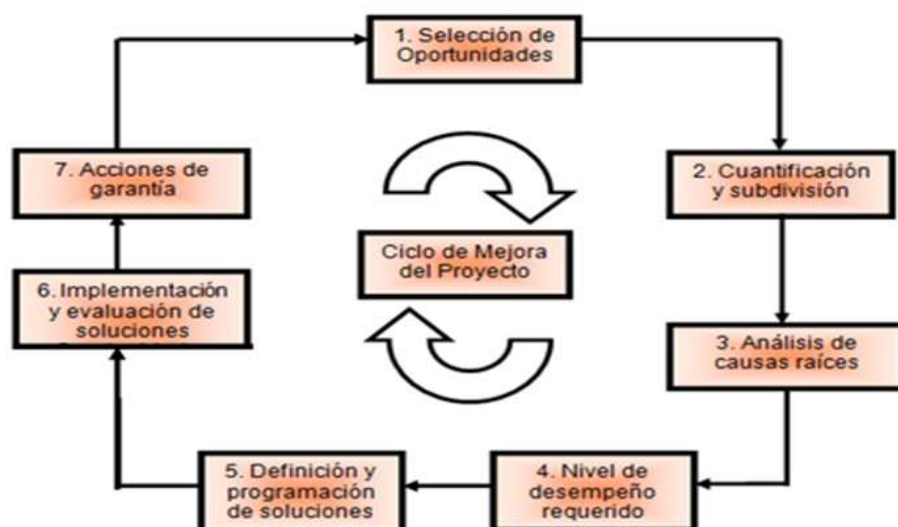 1. Selección de
Oportunidades
2. Cuantificación
y subdivisión
3. Análisis de
causas raíces
4. Nivel de
desempeño
requerido
5. Definición y
programación
de soluciones
6. Implementación
y evaluación de
soluciones
7. Acciones de
garantía
Ciclo de Mejora
del Proyecto